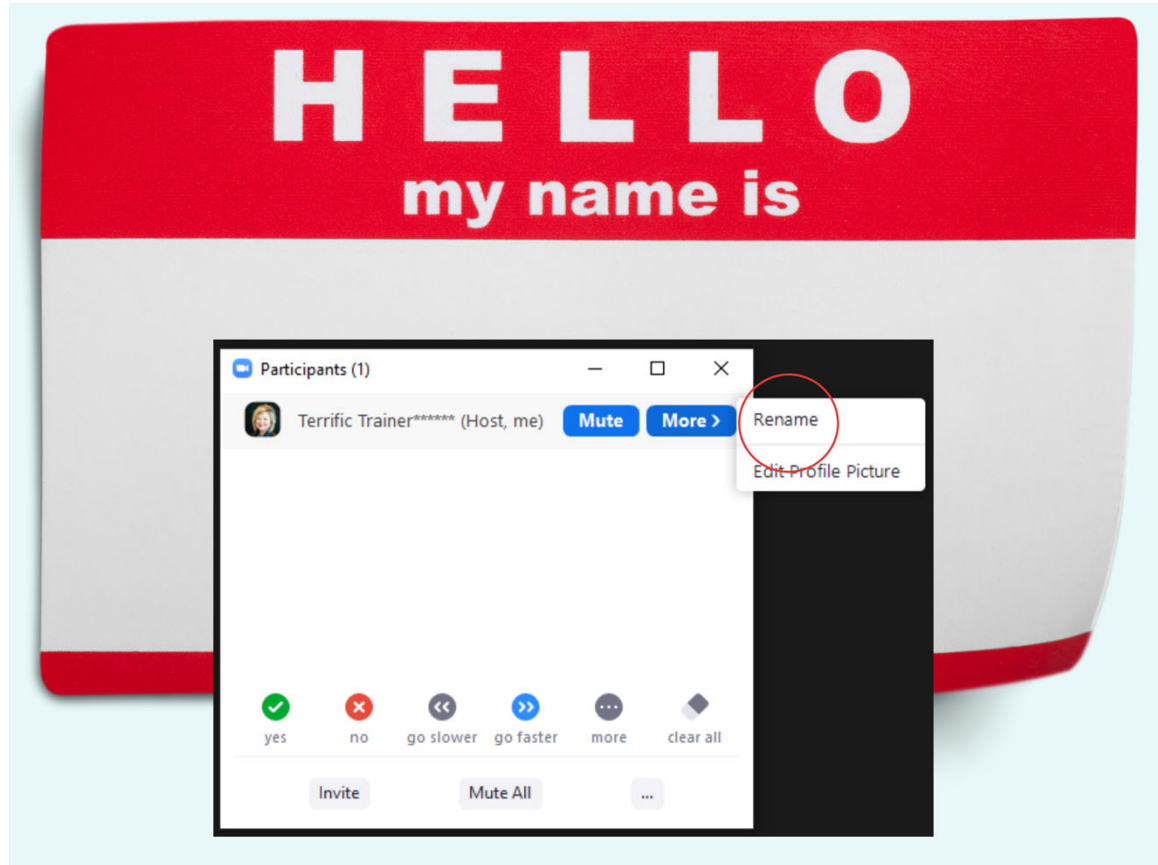 HELLO
my name is
Participants (1)
Terrific Trainer****** (Host, me) Mute More >
Rename
Edit Profile Picture
yes no go slower go faster more clear all
Invite Mute All ...